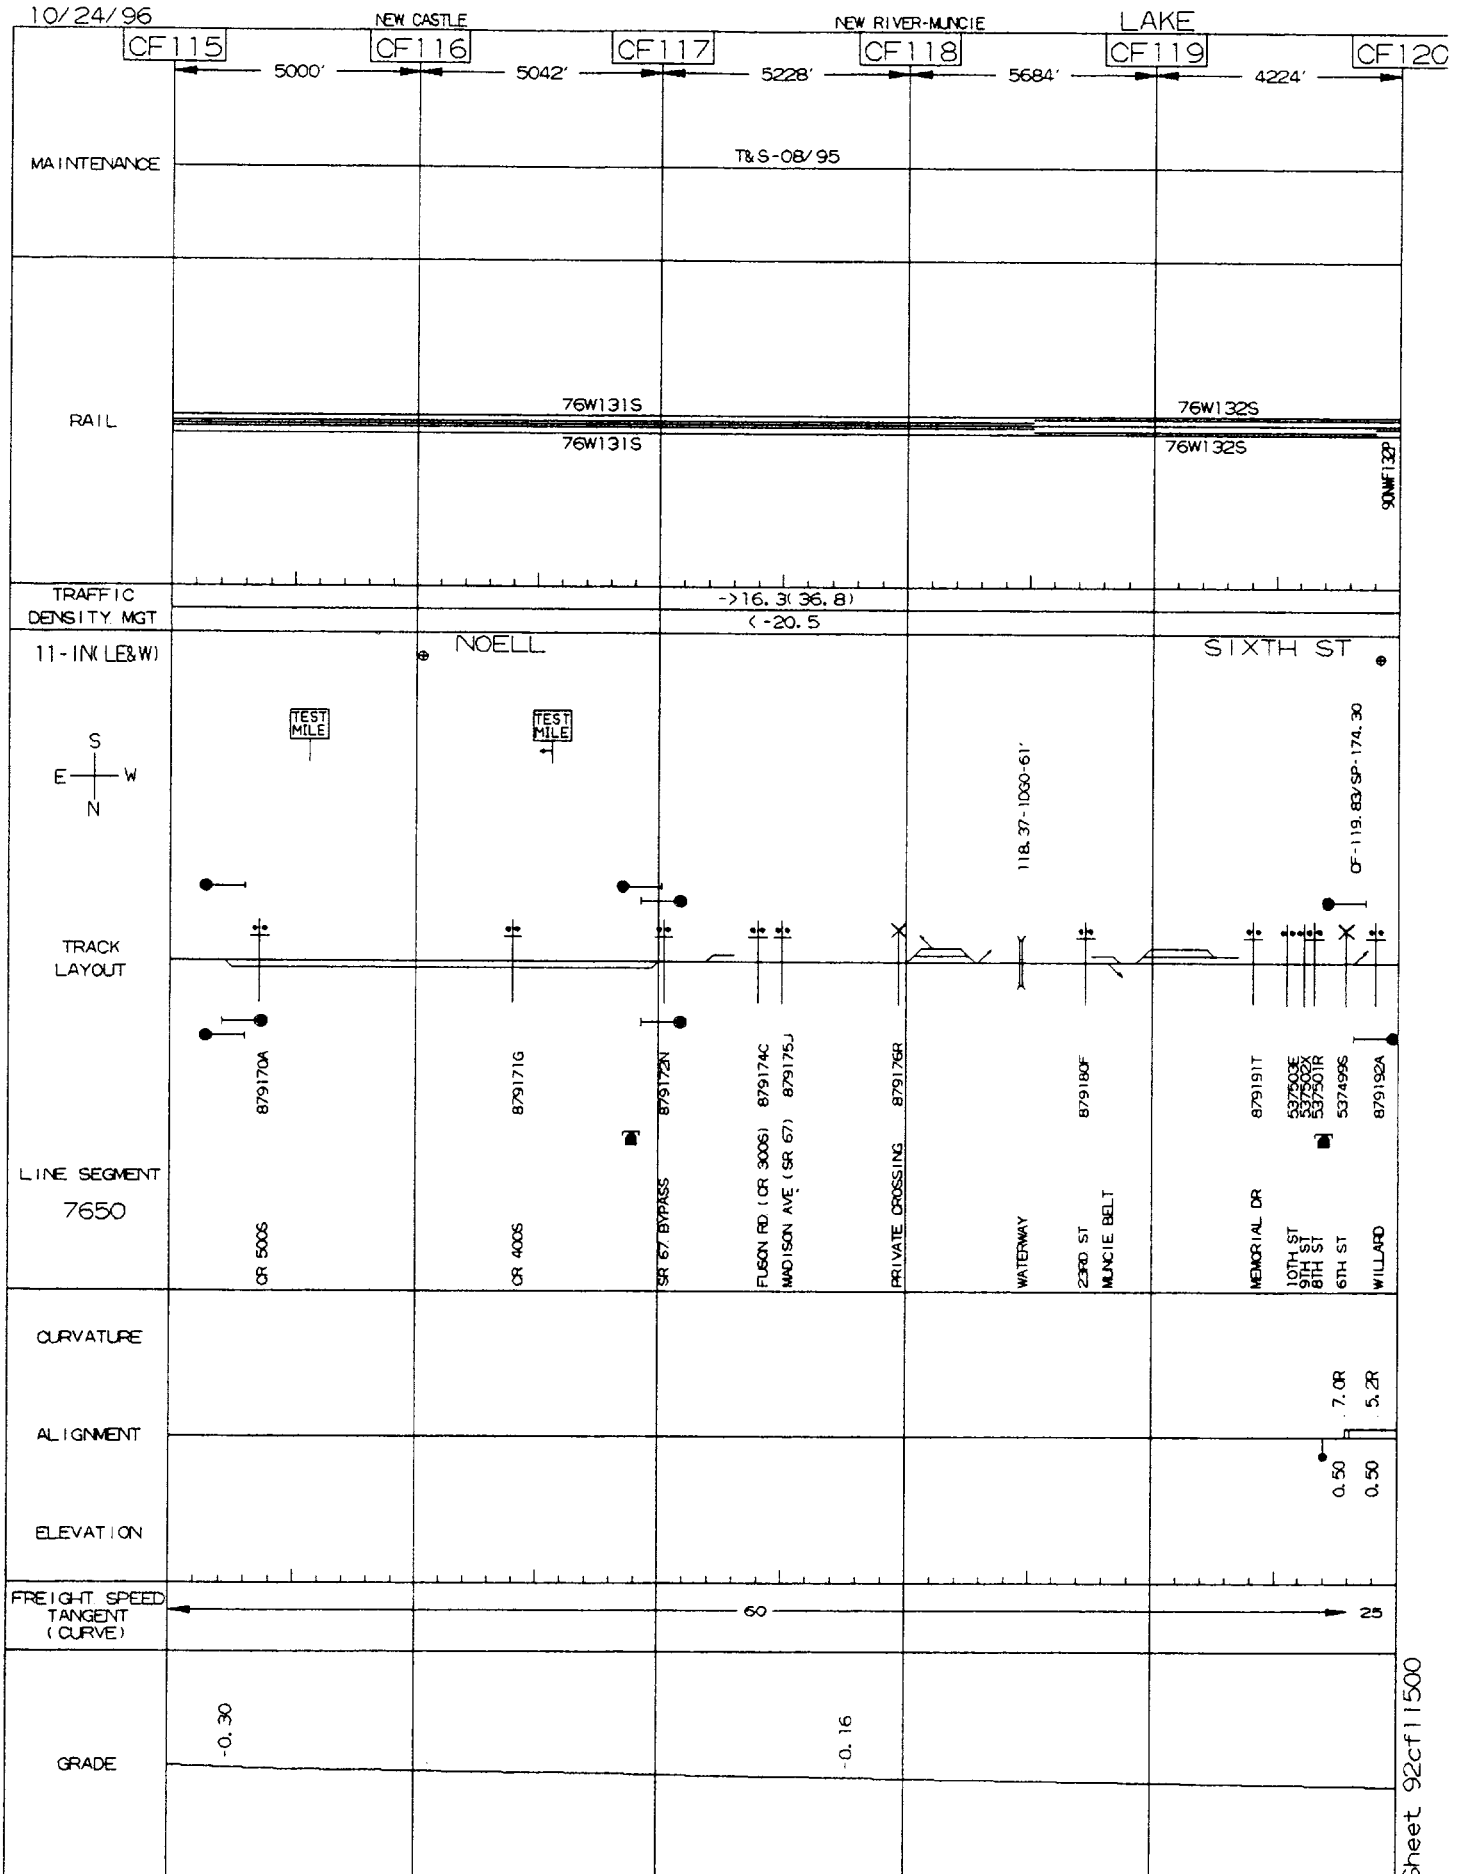 10/24/96
NEW CASTLE
NEW RIVER-MUNCIE
LAKE
CF115
CF116
CF117
CF118
CF119
CF120
5000'
5042'
5228'
5684'
4224'
MAINTENANCE
T&S-08/95
RAIL
76W131S
76W132S
76W131S
76W132S
90NWF132P
TRAFFIC
DENSITY MGT
->16.3(36.8)
<-20.5
11-IN(LE&W)
NOELL
SIXTH ST
TEST
MILE
TEST
MILE
S
E
W
N
118.37-1DGO-61'
CF-119.83/SP-174.30
TRACK
LAYOUT
879170A
879171G
879172N
879174C
879175J
879176R
879180F
879191T
537503E
537502X
537501R
537499S
879192A
LINE SEGMENT
7650
CR 500S
CR 400S
SR 67 BYPASS
FUSON RD (CR 300S)
MADISON AVE (SR 67)
PRIVATE CROSSING
WATERWAY
23RD ST
MUNCIE BELT
MEMORIAL DR
10TH ST
9TH ST
8TH ST
6TH ST
WILLARD
CURVATURE
7.0R
5.2R
ALIGNMENT
0.50
0.50
ELEVATION
FREIGHT SPEED
TANGENT
(CURVE)
60
25
GRADE
-0.30
-0.16
Sheet 92cf11500